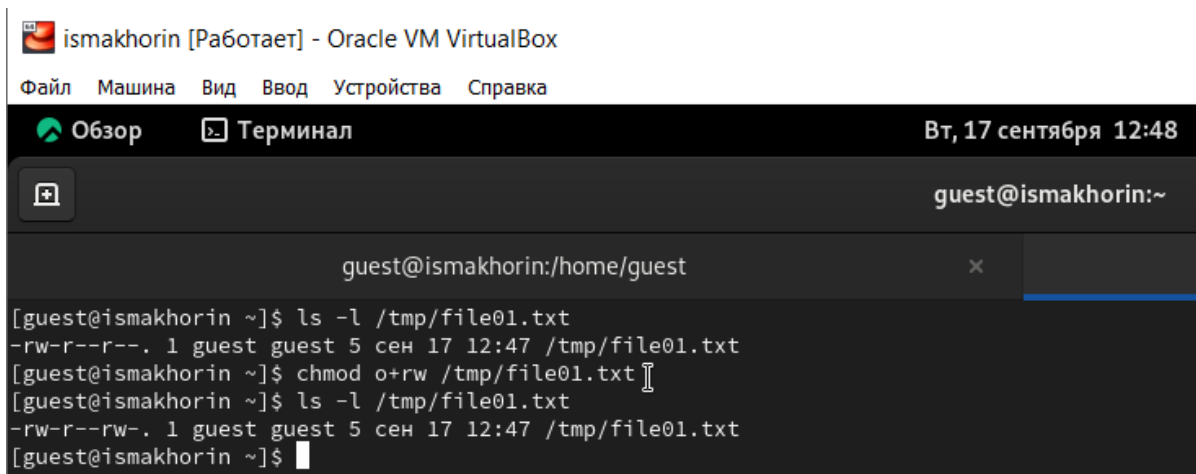 ismakhorin [Работает] - Oracle VM VirtualBox
Файл Машина Вид Ввод Устройства Справка
Обзор Терминал Вт, 17 сентября 12:48
guest@ismakhorin:~
guest@ismakhorin:/home/guest ×
[guest@ismakhorin ~]$ ls -l /tmp/file01.txt
-rw-r--r--. 1 guest guest 5 сен 17 12:47 /tmp/file01.txt
[guest@ismakhorin ~]$ chmod o+rw /tmp/file01.txt
[guest@ismakhorin ~]$ ls -l /tmp/file01.txt
-rw-r--rw-. 1 guest guest 5 сен 17 12:47 /tmp/file01.txt
[guest@ismakhorin ~]$